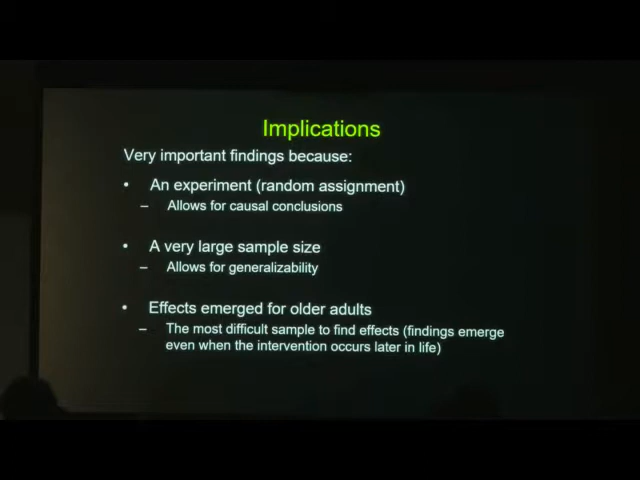 Implications
Very important findings because:
• An experiment (random assignment)
– Allows for causal conclusions
• A very large sample size
– Allows for generalizability
• Effects emerged for older adults
– The most difficult sample to find effects (findings emerge
even when the intervention occurs later in life)